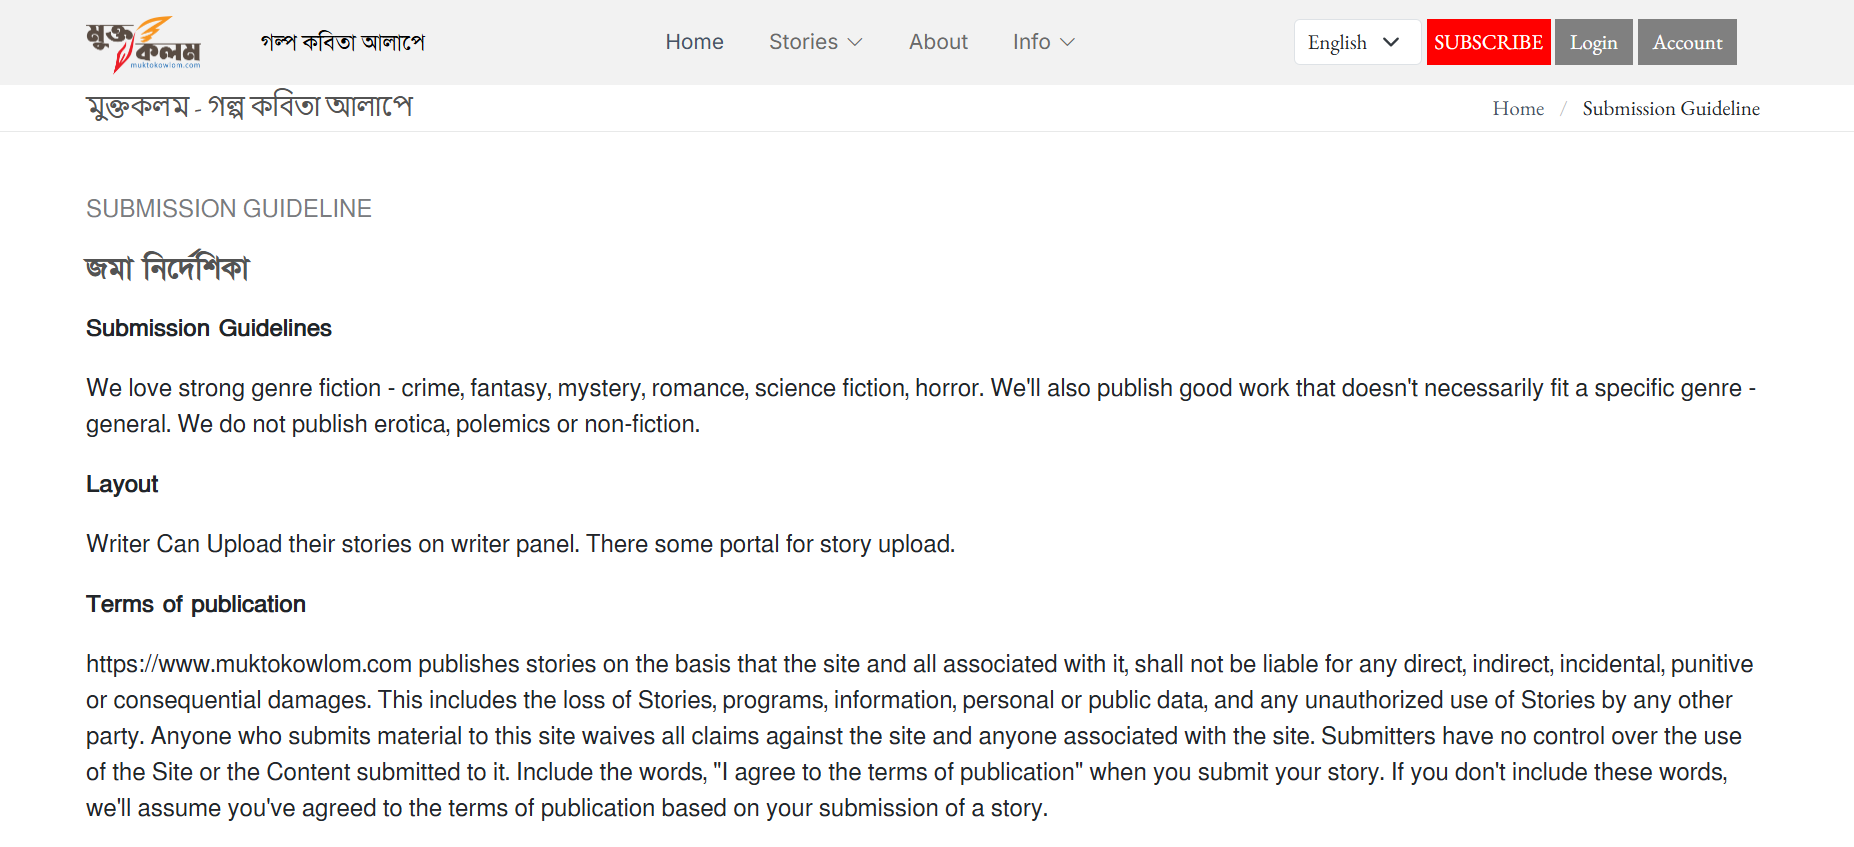 মুক্তকলম
muktokowlom.com
গল্প কবিতা আলাপে
Home
Stories
About
Info
English
SUBSCRIBE
Login
Account
মুক্তকলম - গল্প কবিতা আলাপে
Home / Submission Guideline
SUBMISSION GUIDELINE
জমা নির্দেশিকা
Submission Guidelines
We love strong genre fiction - crime, fantasy, mystery, romance, science fiction, horror. We'll also publish good work that doesn't necessarily fit a specific genre -
general. We do not publish erotica, polemics or non-fiction.
Layout
Writer Can Upload their stories on writer panel. There some portal for story upload.
Terms of publication
https://www.muktokowlom.com publishes stories on the basis that the site and all associated with it, shall not be liable for any direct, indirect, incidental, punitive
or consequential damages. This includes the loss of Stories, programs, information, personal or public data, and any unauthorized use of Stories by any other
party. Anyone who submits material to this site waives all claims against the site and anyone associated with the site. Submitters have no control over the use
of the Site or the Content submitted to it. Include the words, "I agree to the terms of publication" when you submit your story. If you don't include these words,
we'll assume you've agreed to the terms of publication based on your submission of a story.